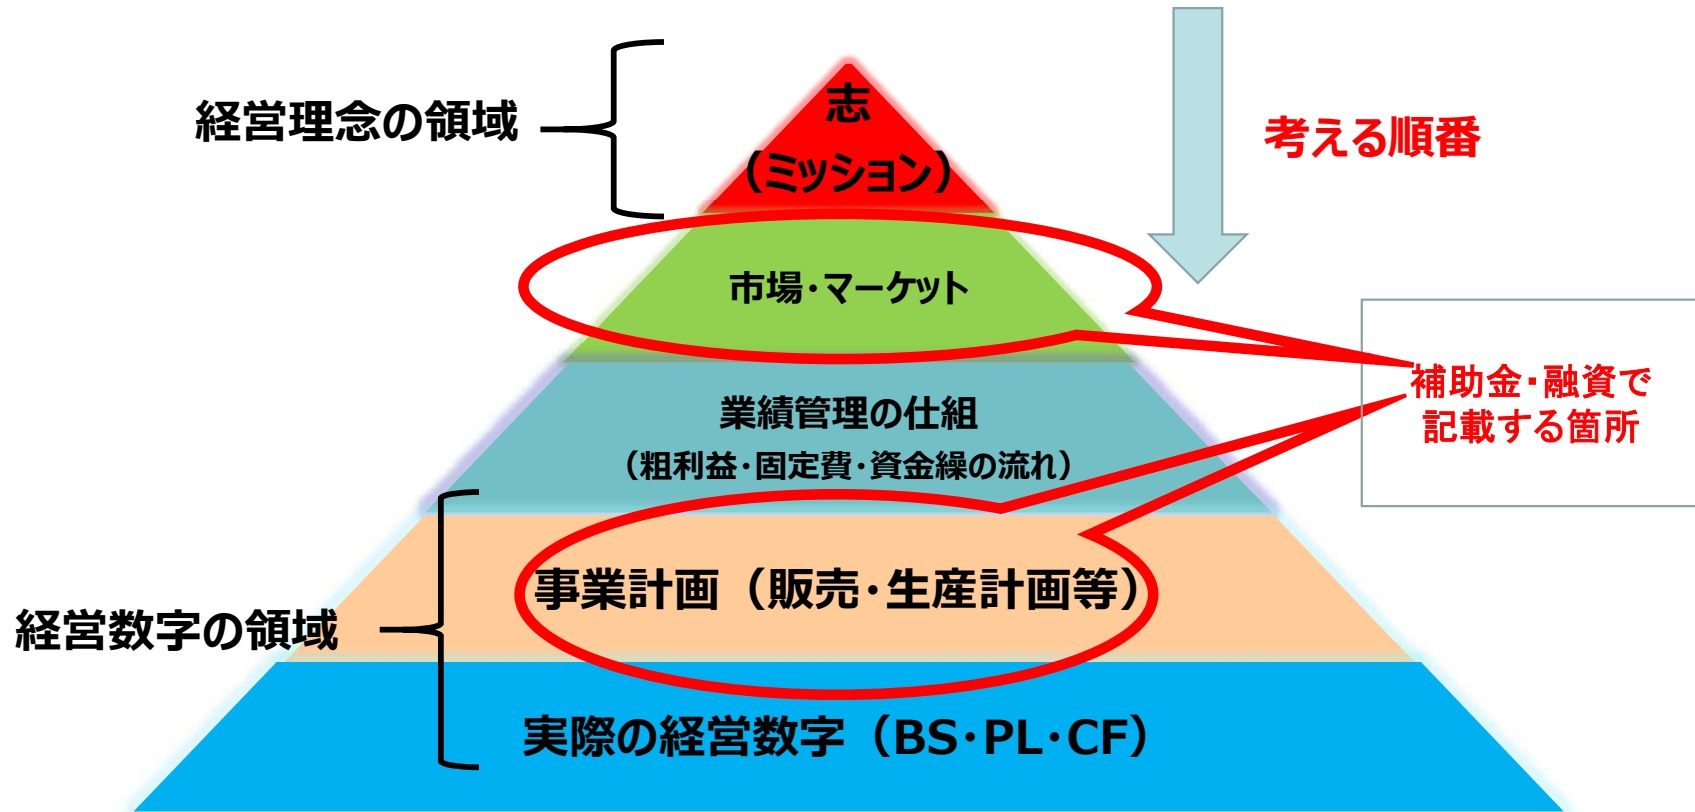 経営理念の領域
志
（ミッション）
考える順番
市場・マーケット
補助金・融資で
記載する箇所
業績管理の仕組
（粗利益・固定費・資金繰の流れ）
事業計画（販売・生産計画等）
経営数字の領域
実際の経営数字（BS・PL・CF）